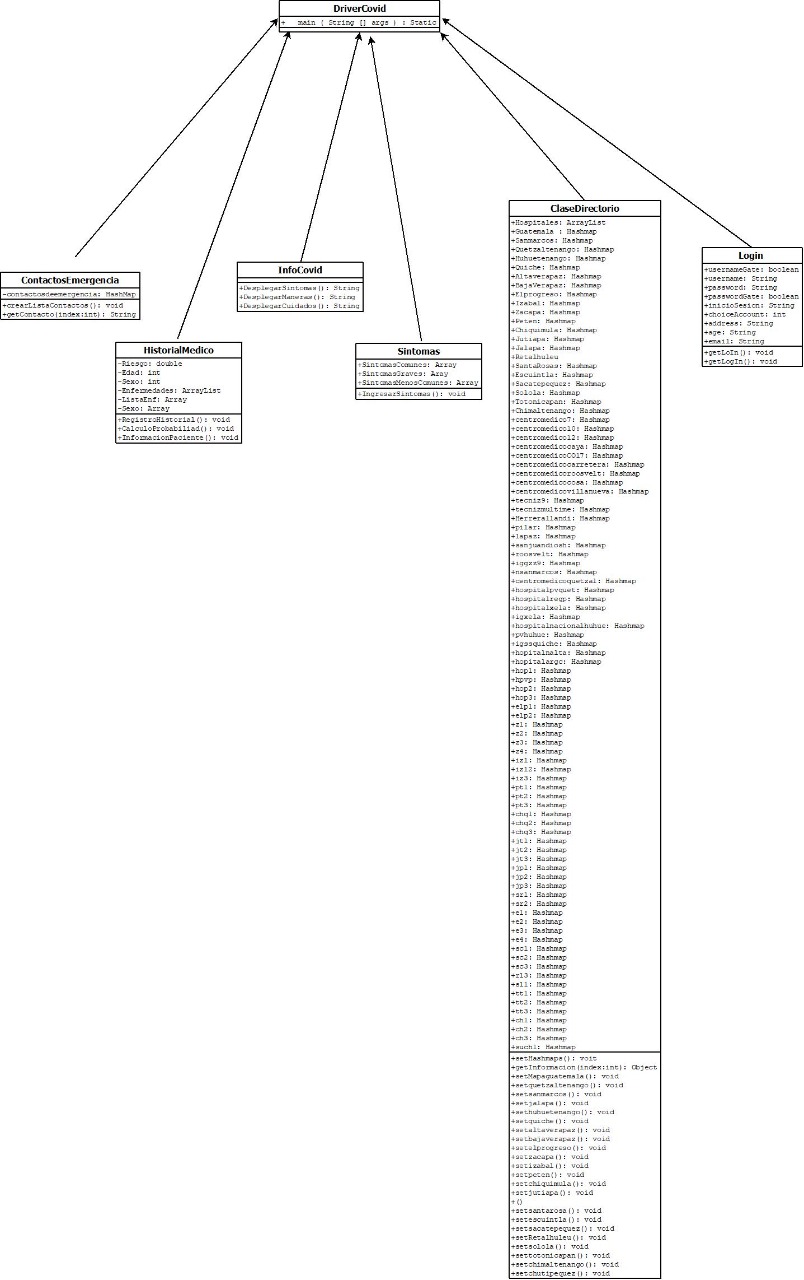 DriverCovid
+ main ( String [] args ) : Static
ContactosEmergencia
-contactosdeemergencia: HashMap
+crearListaContactos(): void
+getContacto(index:int): String
HistorialMedico
-Riesgo: double
-Edad: int
-Sexo: int
-Enfermedades: ArrayList
-ListaEnf: Array
-Sexo: Array
+RegistroHistorial(): void
+CalculoProbabiliad(): void
+InformacionPaciente(): void
InfoCovid
+DesplegarSintomas(): String
+DesplegarManeras(): String
+DesplegarCuidados(): String
Sintomas
+SintomasComunes: Array
+SintomasGraves: Aray
+SintomasMenosComunes: Array
+IngresarSintomas(): void
ClaseDirectorio
+Hospitales: ArrayList
+Guatemala : Hashmap
+Sanmarcos: Hashmap
+Quetzaltenango: Hashmap
+Huhuetenango: Hashmap
+Quiche: Hashmap
+Altaverapaz: Hashmap
+BajaVerapaz: Hashmap
+Elprogreso: Hashmap
+Izabal: Hashmap
+Zacapa: Hashmap
+Peten: Hashmap
+Chiquimula: Hashmap
+Jutiapa: Hashmap
+Jalapa: Hashmap
+Retalhuleu
+SantaRosas: Hashmap
+Escuintla: Hashmap
+Sacatepequez: Hashmap
+Solola: Hashmap
+Totonicapan: Hashmap
+Chimaltenango: Hashmap
+centromedico7: Hashmap
+centromedico10: Hashmap
+centromedico12: Hashmap
+centromedicocaya: Hashmap
+centromedicoCO17: Hashmap
+centromedicocarretera: Hashmap
+centromedicoroosvelt: Hashmap
+centromedicocosa: Hashmap
+centromedicovillanueva: Hashmap
+tecniz9: Hashmap
+tecnizmultime: Hashmap
+Herrerallandi: Hashmap
+pilar: Hashmap
+lapaz: Hashmap
+sanjuandiosh: Hashmap
+roosvelt: Hashmap
+iggzz9: Hashmap
+nsanmarcos: Hashmap
+centromedicoquetzal: Hashmap
+hospitalpvquet: Hashmap
+hospitalregp: Hashmap
+hospitalxela: Hashmap
+igxela: Hashmap
+hospitalnacionalhuhue: Hashmap
+pvhuhue: Hashmap
+igssquiche: Hashmap
+hopitalnalta: Hashmap
+hopitalargc: Hashmap
+hop1: Hashmap
+hpvp: Hashmap
+hop2: Hashmap
+hop3: Hashmap
+elp1: Hashmap
+elp2: Hashmap
+z1: Hashmap
+z2: Hashmap
+z3: Hashmap
+z4: Hashmap
+iz1: Hashmap
+iz12: Hashmap
+iz3: Hashmap
+pt1: Hashmap
+pt2: Hashmap
+pt3: Hashmap
+chq1: Hashmap
+chq2: Hashmap
+chq3: Hashmap
+jt1: Hashmap
+jt2: Hashmap
+jt3: Hashmap
+jp1: Hashmap
+jp2: Hashmap
+jp3: Hashmap
+sr1: Hashmap
+sr2: Hashmap
+e1: Hashmap
+e2: Hashmap
+e3: Hashmap
+e4: Hashmap
+sc1: Hashmap
+sc2: Hashmap
+sc3: Hashmap
+rl3: Hashmap
+sl1: Hashmap
+tt1: Hashmap
+tt2: Hashmap
+tt3: Hashmap
+ch1: Hashmap
+ch2: Hashmap
+ch3: Hashmap
+such1: Hashmap
+setHashmaps(): voit
+getInformacion(index:int): Object
+setMapaguatemala(): void
+setquetzaltenango(): void
+setsanmarcos(): void
+setjalapa(): void
+sethuhuetenango(): void
+setquiche(): void
+setaltaverapaz(): void
+setbajaverapaz(): void
+setelprogreso(): void
+setzacapa(): void
+setizabal(): void
+setpeten(): void
+setchiquimula(): void
+setjutiapa(): void
+()
+setsantarosa(): void
+setescuintla(): void
+setsacatepequez(): void
+setRetalhuleu(): void
+setsolola(): void
+settotonicspan(): void
+setchimaltenango(): void
+setchutipequez(): void
Login
+usernameGate: boolean
+username: String
+password: String
+passwordGate: boolean
+inicioSesion: String
+choiceAccount: int
+address: String
+age: String
+email: String
+getLoIn(): void
+getLogIn(): void